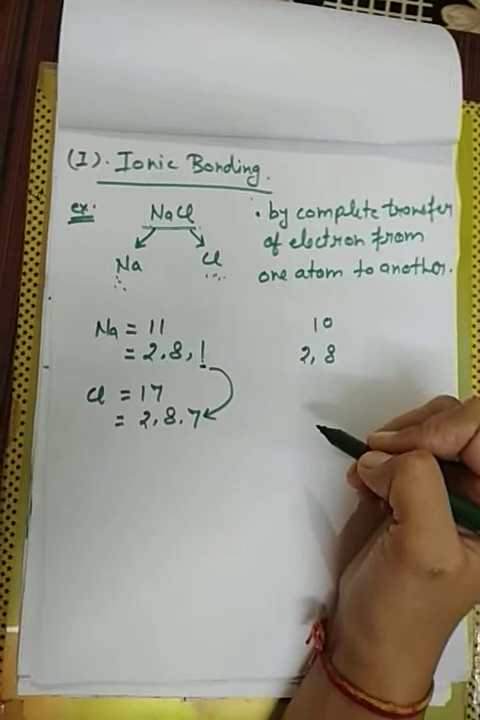 (I). Ionic Bonding.
ex. NaCl
Na Cl
• by complete transfer
of electron from
one atom to another.
Na = 11
= 2,8,1
Cl = 17
= 2,8,7
10
2,8